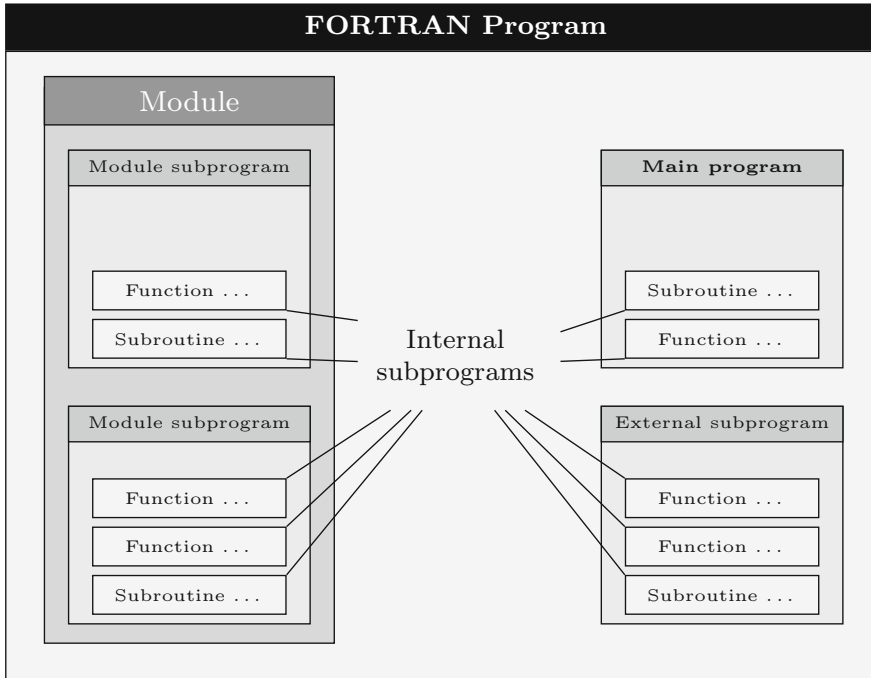 FORTRAN Program
Module
Module subprogram
Function ...
Subroutine ...
Module subprogram
Function ...
Function ...
Subroutine ...
Internal
subprograms
Main program
Subroutine ...
Function ...
External subprogram
Function ...
Function ...
Subroutine ...